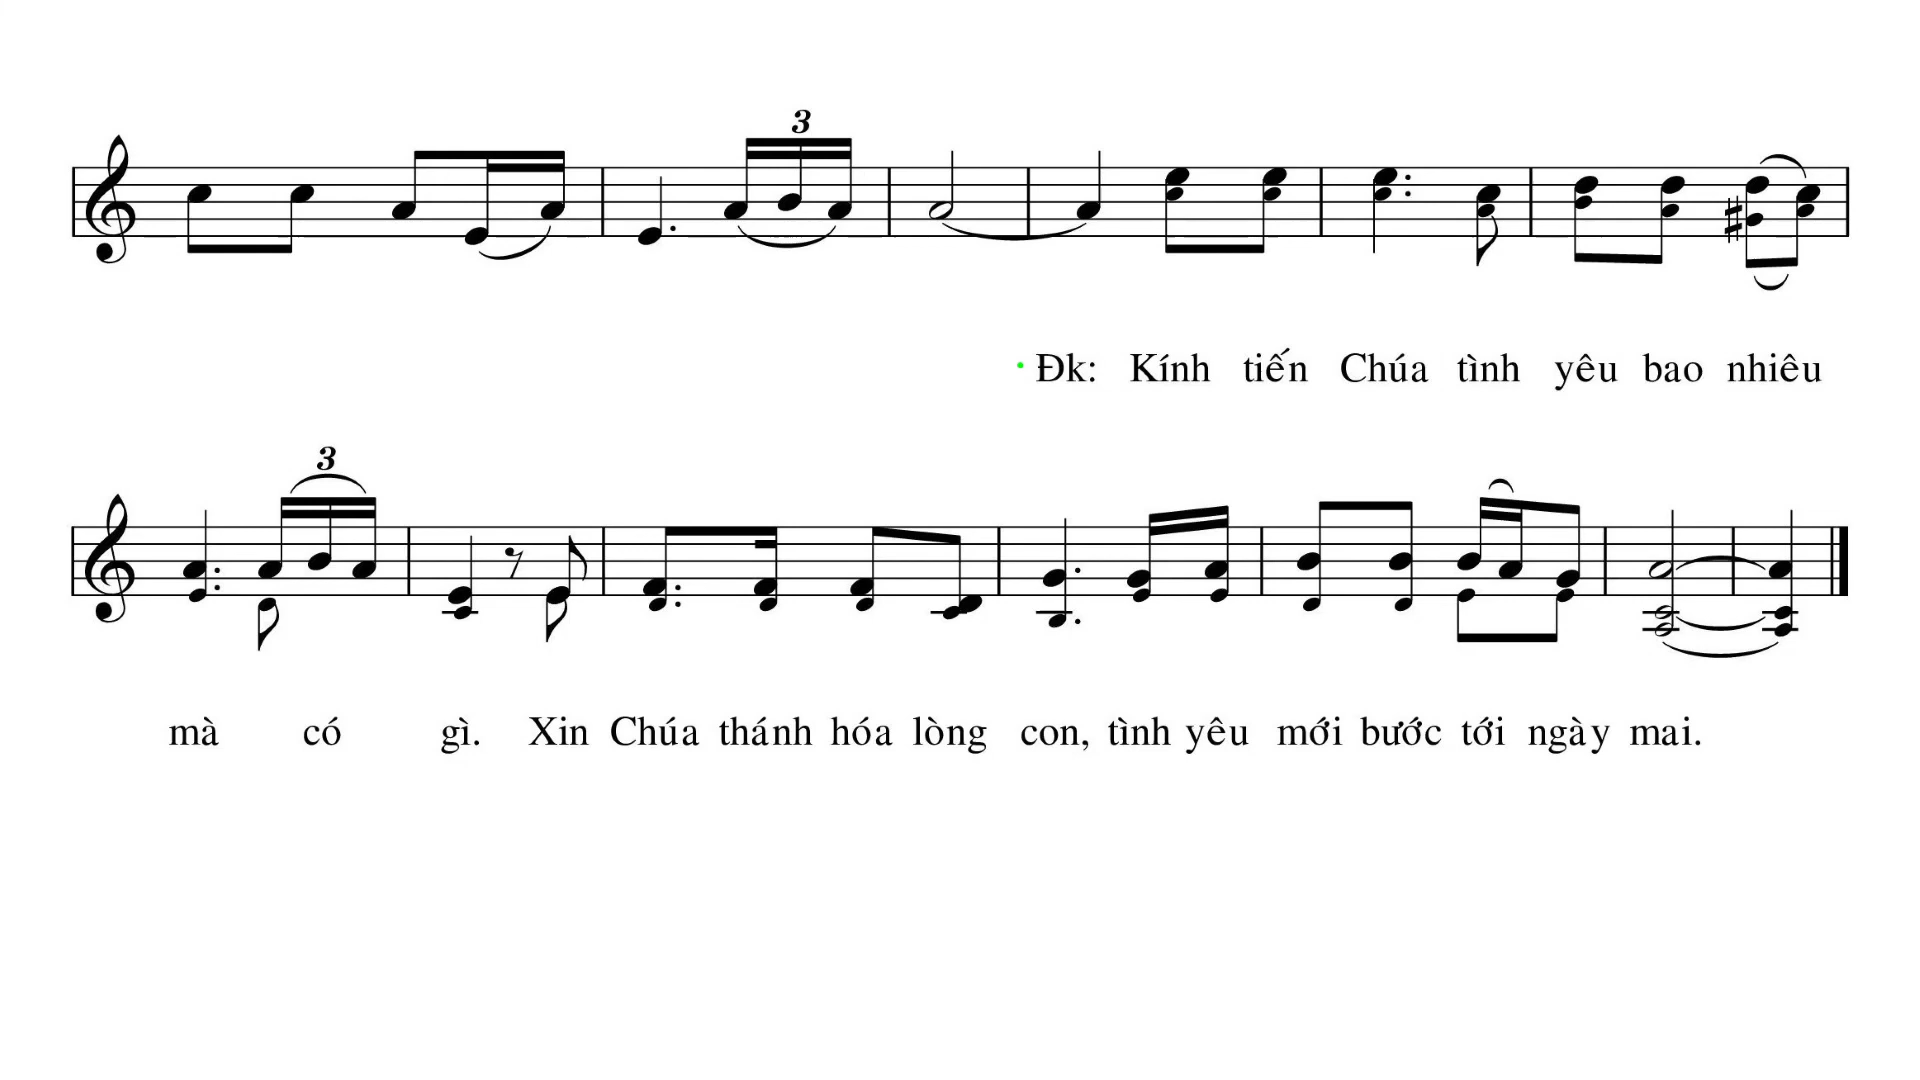 3
Đk: Kính tiến Chúa tình yêu bao nhiêu
3
mà có gì. Xin Chúa thánh hóa lòng con, tình yêu mới bước tới ngày mai.